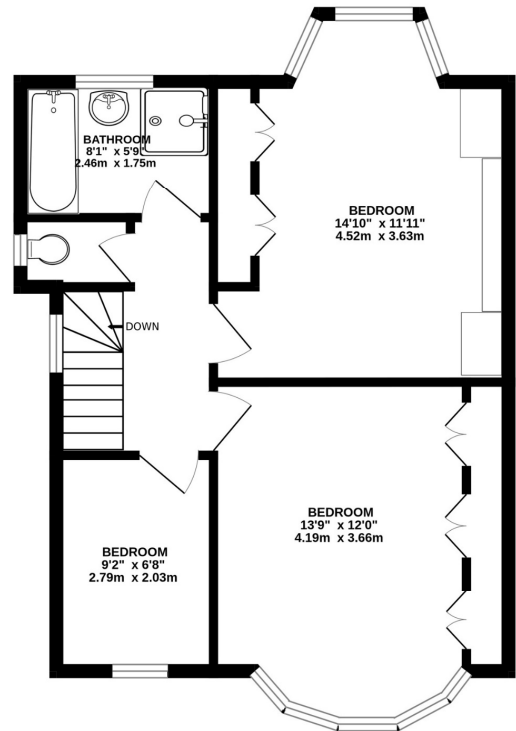 BATHROOM
8'1" x 5'9"
2.46m x 1.75m
BEDROOM
14'10" x 11'11"
4.52m x 3.63m
DOWN
BEDROOM
13'9" x 12'0"
4.19m x 3.66m
BEDROOM
9'2" x 6'8"
2.79m x 2.03m